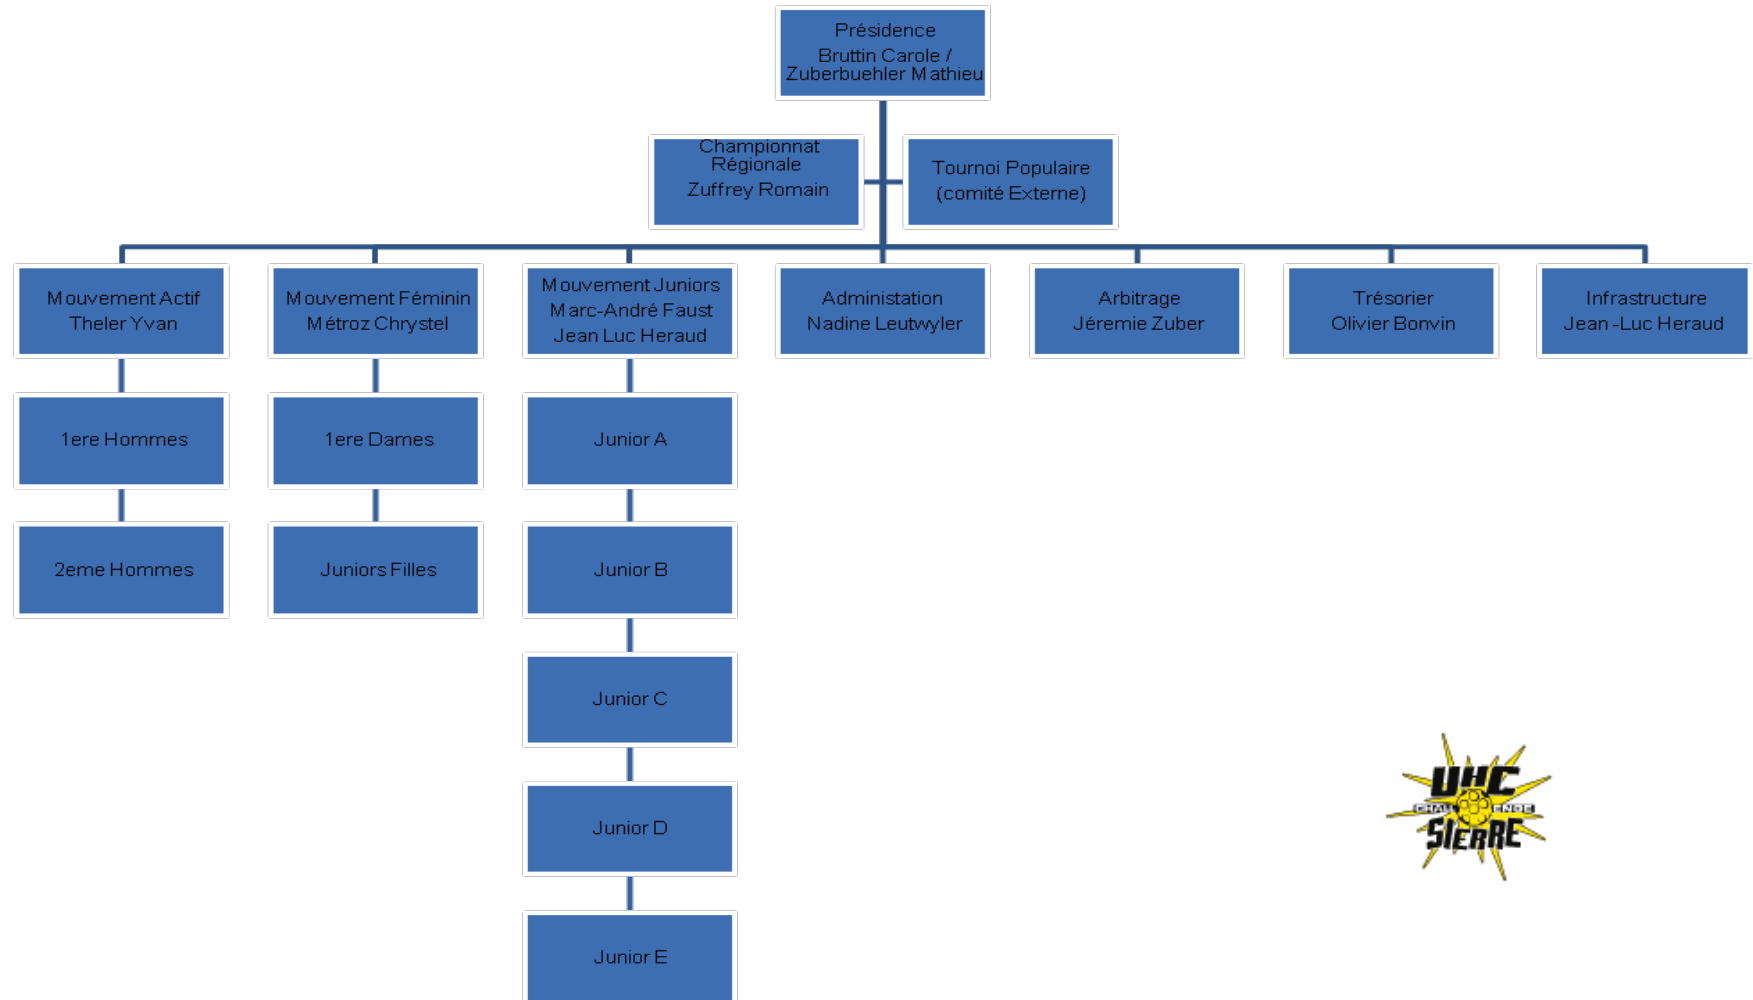 Présidence
Bruttin Carole /
Zuberbuehler Mathieu
Championnat
Régionale
Zuffrey Romain
Tournoi Populaire
(comité Externe)
Mouvement Actif
Theler Yvan
Mouvement Féminin
Métroz Chrystel
Mouvement Juniors
Marc-André Faust
Jean Luc Heraud
Administation
Nadine Leutwyler
Arbitrage
Jéremie Zuber
Trésorier
Olivier Bonvin
Infrastructure
Jean -Luc Heraud
1ere Hommes
1ere Dames
Junior A
2eme Hommes
Juniors Filles
Junior B
Junior C
Junior D
Junior E
UHC
CHALLENGE
SIERRE